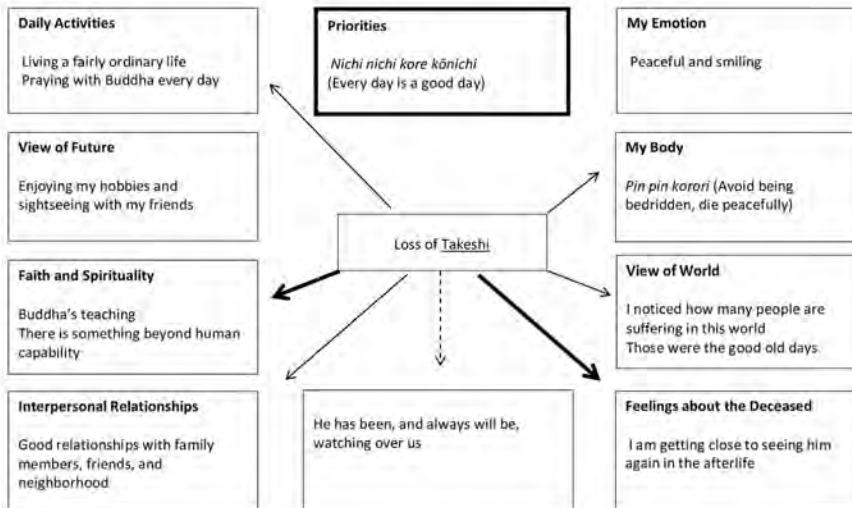 Daily Activities
Living a fairly ordinary life
Praying with Buddha every day
Priorities
Nichi nichi kore kōnichi
(Every day is a good day)
My Emotion
Peaceful and smiling
View of Future
Enjoying my hobbies and
sightseeing with my friends
My Body
Pin pin korori (Avoid being
bedridden, die peacefully)
Loss of Takeshi
Faith and Spirituality
Buddha's teaching
There is something beyond human
capability
View of World
I noticed how many people are
suffering in this world
Those were the good old days
Interpersonal Relationships
Good relationships with family
members, friends, and
neighborhood
He has been, and always will be,
watching over us
Feelings about the Deceased
I am getting close to seeing him
again in the afterlife